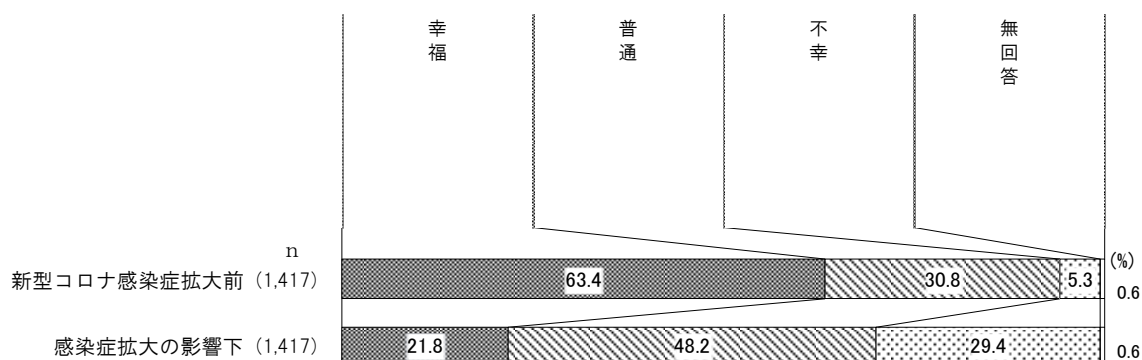 幸福
普通
不幸
無回答
n
(%)
新型コロナ感染症拡大前 (1,417)
63.4
30.8
5.3
0.6
感染症拡大の影響下 (1,417)
21.8
48.2
29.4
0.6